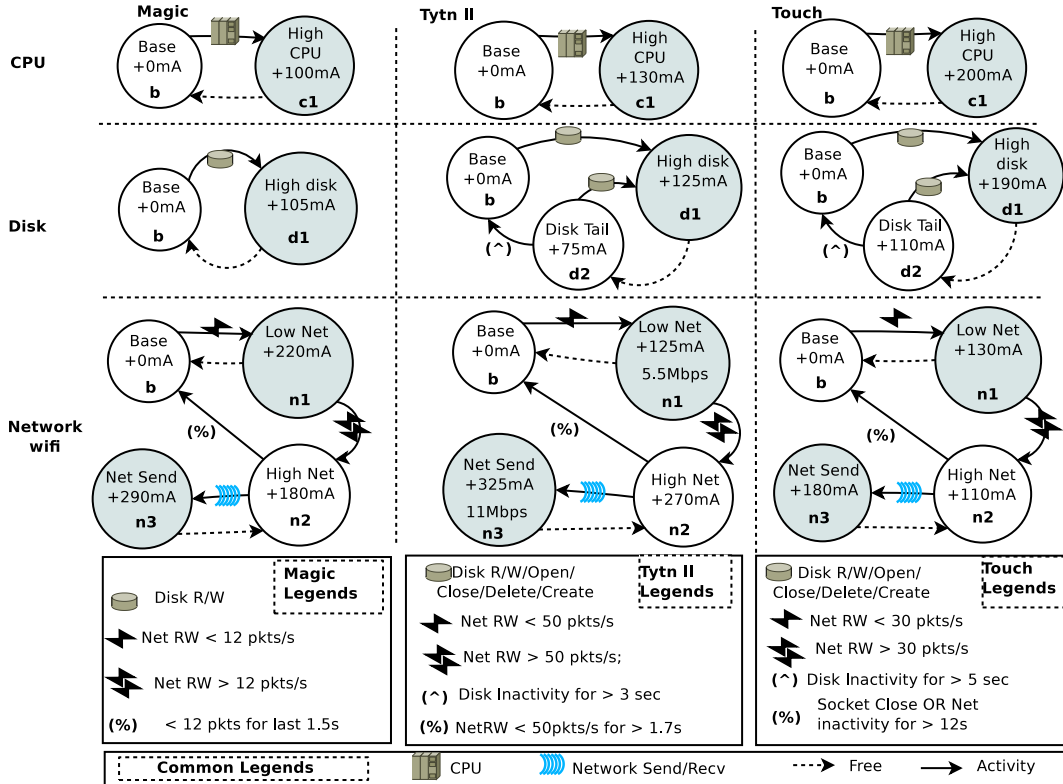 Magic
Tytn II
Touch
CPU
Base
+0mA
b
High
CPU
+100mA
c1
Base
+0mA
b
High
CPU
+130mA
c1
Base
+0mA
b
High
CPU
+200mA
c1
Disk
Base
+0mA
b
High disk
+105mA
d1
Base
+0mA
b
High disk
+125mA
d1
Disk Tail
+75mA
d2
(^)
Base
+0mA
b
High
disk
+190mA
d1
Disk Tail
+110mA
d2
(^)
Network
wifi
Base
+0mA
b
Low Net
+220mA
n1
(%)
Net Send
+290mA
n3
High Net
+180mA
n2
Base
+0mA
b
Low Net
+125mA
5.5Mbps
n1
(%)
Net Send
+325mA
11Mbps
n3
High Net
+270mA
n2
Base
+0mA
b
Low Net
+130mA
n1
(%)
Net Send
+180mA
n3
High Net
+110mA
n2
Magic
Legends
Disk R/W
Net RW < 12 pkts/s
Net RW > 12 pkts/s
(%) < 12 pkts for last 1.5s
Tytn II
Legends
Disk R/W/Open/
Close/Delete/Create
Net RW < 50 pkts/s
Net RW > 50 pkts/s;
(^) Disk Inactivity for > 3 sec
(%) NetRW < 50pkts/s for > 1.7s
Touch
Legends
Disk R/W/Open/
Close/Delete/Create
Net RW < 30 pkts/s
Net RW > 30 pkts/s
(^) Disk Inactivity for > 5 sec
(%) Socket Close OR Net
inactivity for > 12s
Common Legends
CPU
Network Send/Recv
Free
Activity